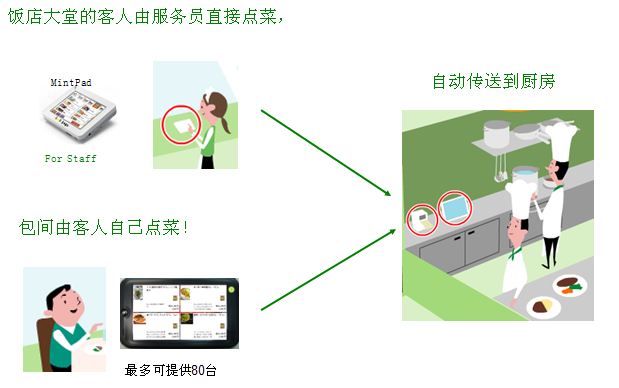 饭店大堂的客人由服务员直接点菜，
MintPad
For Staff
自动传送到厨房
包间由客人自己点菜！
最多可提供80台